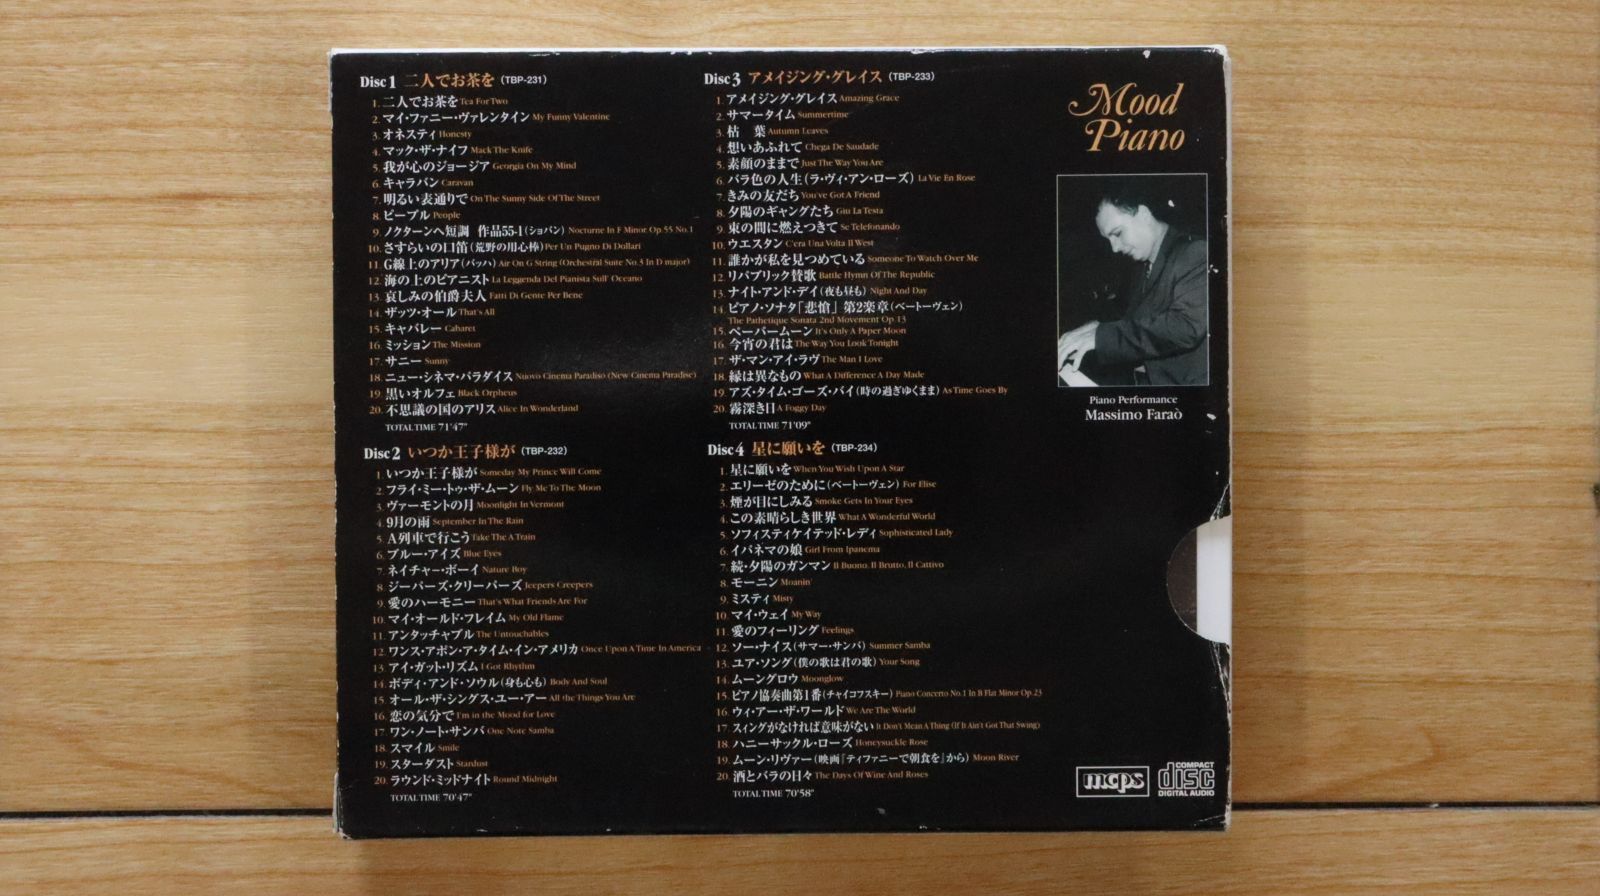 Disc1 二人でお茶を (TBP-231)
1. 二人でお茶を Tea For Two
2. マイ・ファニー・ヴァレンタイン My Funny Valentine
3. オネスティ Honesty
4. マック・ザ・ナイフ Mack The Knife
5. 我が心のジョージア Georgia On My Mind
6. キャラバン Caravan
7. 明るい表通りで On The Sunny Side Of The Street
8. ピープル People
9. ノクターンヘ短調 作品55-1(ショパン) Nocturne In F Minor Op.55 No.1
10. さすらいの口笛(荒野の用心棒) Per Un Pugno Di Dollari
11. G線上のアリア(バッハ) Air On G String (Orchestral Suite No.3 In D major)
12. 海の上のピアニスト La Leggenda Del Pianista Sull' Oceano
13. 哀しみの伯爵夫人 Fatti Di Gente Per Bene
14. ザッツ・オール That's All
15. キャバレー Cabaret
16. ミッション The Mission
17. サニー Sunny
18. ニュー・シネマ・パラダイス Nuovo Cinema Paradiso (New Cinema Paradise)
19. 黒いオルフェ Black Orpheus
20. 不思議の国のアリス Alice In Wonderland
TOTAL TIME 71'47"
Disc2 いつか王子様が (TBP-232)
1. いつか王子様が Someday My Prince Will Come
2. フライ・ミー・トゥ・ザ・ムーン Fly Me To The Moon
3. ヴァーモントの月 Moonlight In Vermont
4. 9月の雨 September In The Rain
5. A列車で行こう Take The A Train
6. ブルー・アイズ Blue Eyes
7. ネイチャー・ボーイ Nature Boy
8. ジーパーズ・クリーパーズ Jeepers Creepers
9. 愛のハーモニー That's What Friends Are For
10. マイ・オールド・フレイム My Old Flame
11. アンタッチャブル The Untouchables
12. ワンス・アポン・ア・タイム・イン・アメリカ Once Upon A Time In America
13. アイ・ガット・リズム I Got Rhythm
14. ボディ・アンド・ソウル(身も心も) Body And Soul
15. オール・ザ・シングス・ユー・アー All the Things You Are
16. 恋の気分で I'm in the Mood for Love
17. ワン・ノート・サンバ One Note Samba
18. スマイル Smile
19. スターダスト Stardust
20. ラウンド・ミッドナイト Round Midnight
TOTAL TIME 70'47"
Disc3 アメイジング・グレイス (TBP-233)
1. アメイジング・グレイス Amazing Grace
2. サマータイム Summertime
3. 枯 葉 Autumn Leaves
4. 想いあふれて Chega De Saudade
5. 素顔のままで Just The Way You Are
6. バラ色の人生(ラ・ヴィ・アン・ローズ) La Vie En Rose
7. きみの友だち You've Got A Friend
8. 夕陽のギャングたち Giu La Testa
9. 束の間に燃えつきて Se Telefonando
10. ウエスタン C'era Una Volta Il West
11. 誰かが私を見つめている Someone To Watch Over Me
12. リパブリック賛歌 Battle Hymn Of The Republic
13. ナイト・アンド・デイ(夜も昼も) Night And Day
14. ピアノ・ソナタ「悲愴」第2楽章(ベートーヴェン)
The Pathetique Sonata 2nd Movement Op.13
15. ペーパームーン It's Only A Paper Moon
16. 今宵の君は The Way You Look Tonight
17. ザ・マン・アイ・ラヴ The Man I Love
18. 縁は異なもの What A Difference A Day Made
19. アズ・タイム・ゴーズ・バイ(時の過ぎゆくまま) As Time Goes By
20. 霧深き日 A Foggy Day
TOTAL TIME 71'09"
Disc4 星に願いを (TBP-234)
1. 星に願いを When You Wish Upon A Star
2. エリーゼのために(ベートーヴェン) For Elise
3. 煙が目にしみる Smoke Gets In Your Eyes
4. この素晴らしき世界 What A Wonderful World
5. ソフィスティケイテッド・レディ Sophisticated Lady
6. イパネマの娘 Girl From Ipanema
7. 続・夕陽のガンマン Il Buono, Il Brutto, Il Cattivo
8. モーニン Moanin'
9. ミスティ Misty
10. マイ・ウェイ My Way
11. 愛のフィーリング Feelings
12. ソー・ナイス(サマー・サンバ) Summer Samba
13. ユア・ソング(僕の歌は君の歌) Your Song
14. ムーングロウ Moonglow
15. ピアノ協奏曲第1番(チャイコフスキー) Piano Concerto No.1 In B Flat Minor Op.23
16. ウィ・アー・ザ・ワールド We Are The World
17. スィングがなければ意味がない It Don't Mean A Thing (If It Ain't Got That Swing)
18. ハニーサックル・ローズ Honeysuckle Rose
19. ムーン・リヴァー(映画『ティファニーで朝食を』から) Moon River
20. 酒とバラの日々 The Days Of Wine And Roses
TOTAL TIME 70'58"
Mood
Piano
Piano Performance
Massimo Faraò
mcps
COMPACT
disc
DIGITAL AUDIO